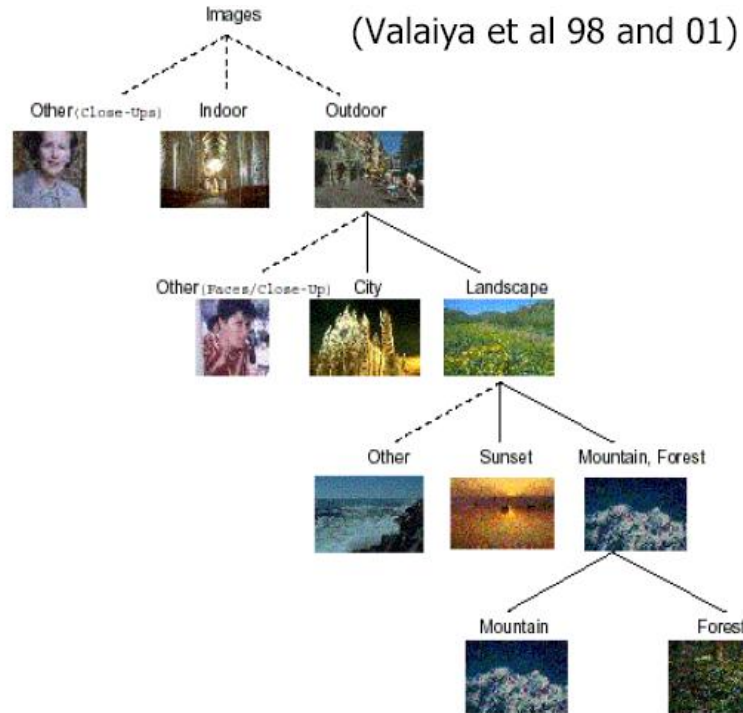 Images
(Valaiya et al 98 and 01)
Other(Close-Ups) Indoor Outdoor
Other(Faces/Close-Up) City Landscape
Other Sunset Mountain, Forest
Mountain Forest